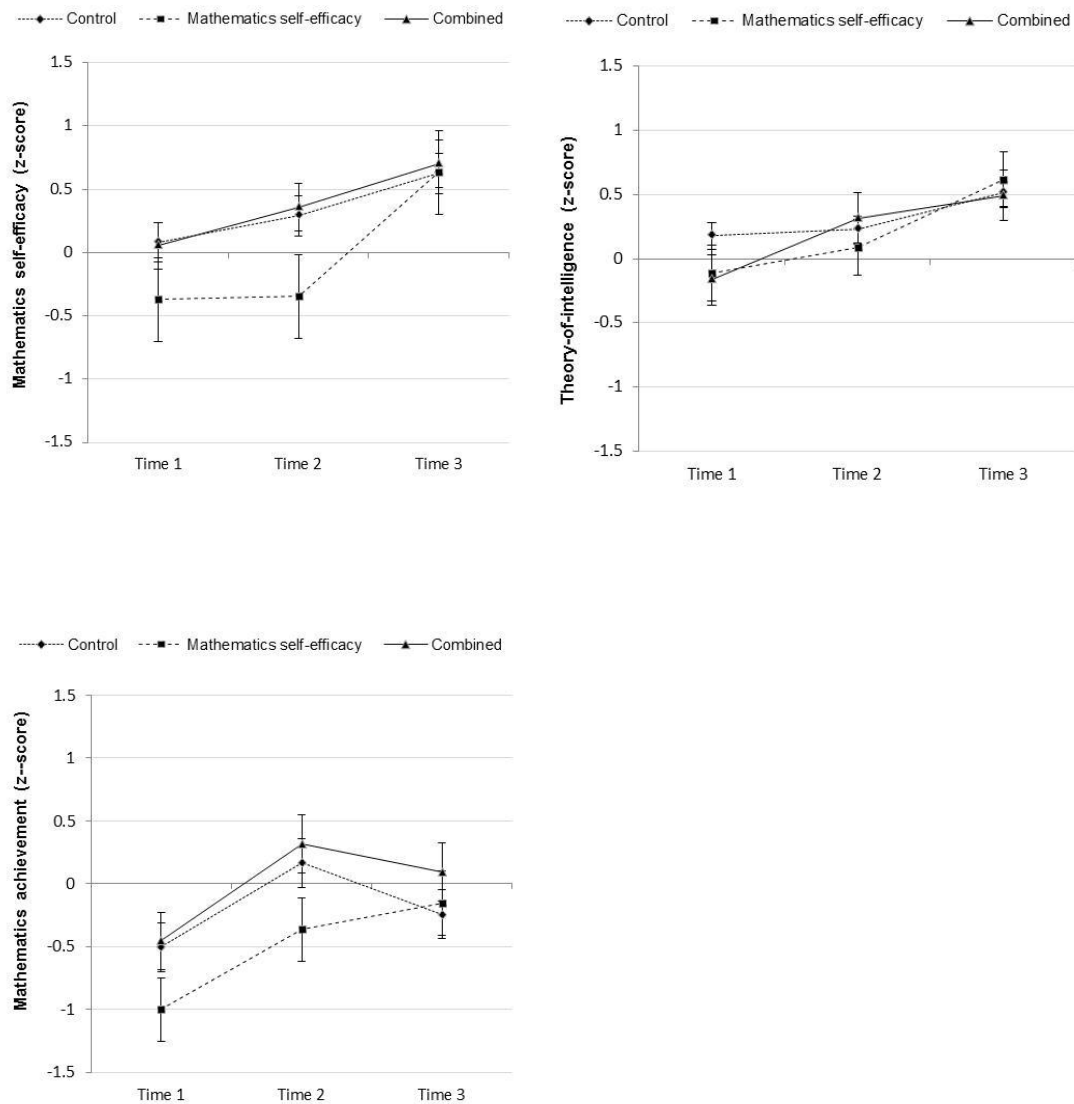 Control Mathematics self-efficacy Combined
Mathematics self-efficacy (z-score)
1.5
1
0.5
0
-0.5
-1
-1.5
Time 1 Time 2 Time 3
Control Mathematics self-efficacy Combined
Theory-of-intelligence (z-score)
1.5
1
0.5
0
-0.5
-1
-1.5
Time 1 Time 2 Time 3
Control Mathematics self-efficacy Combined
Mathematics achievement (z--score)
1.5
1
0.5
0
-0.5
-1
-1.5
Time 1 Time 2 Time 3